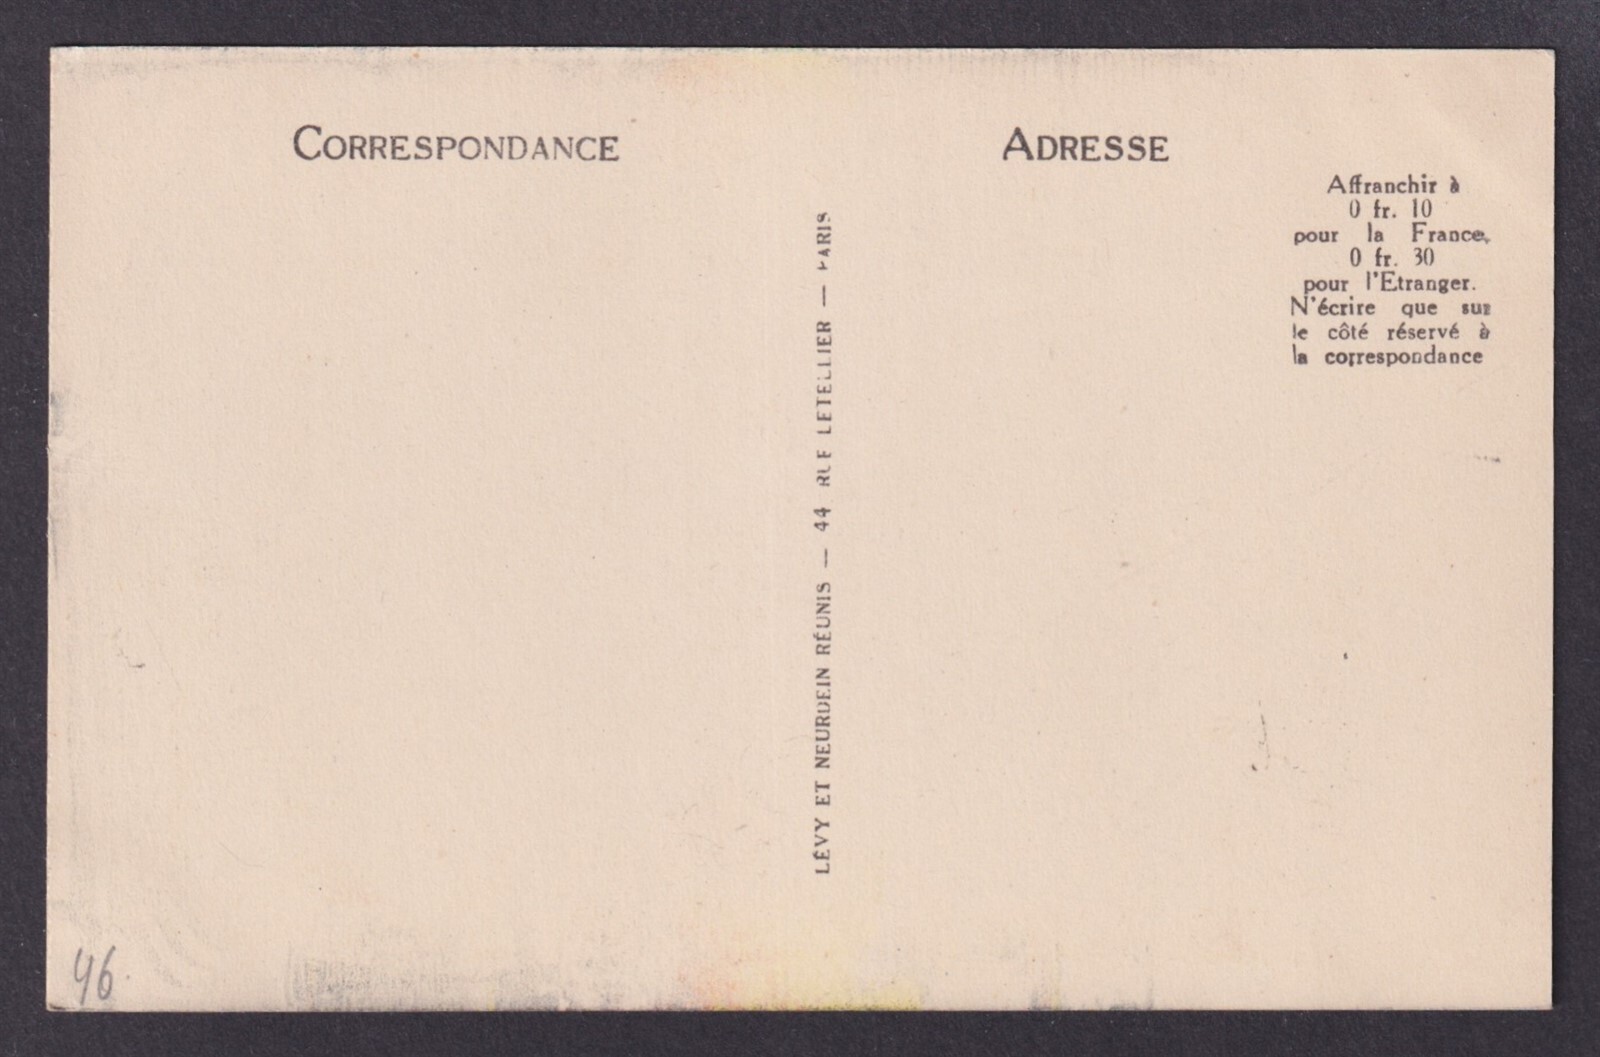 CORRESPONDANCE
ADRESSE
Affranchir à
0 fr. 10
pour la France,
0 fr. 30
pour l'Etranger.
N'écrire que sur
le côté réservé à
la correspondance
LÉVY ET NEURDEIN RÉUNIS — 44 RUE LETELLIER — PARIS
46.